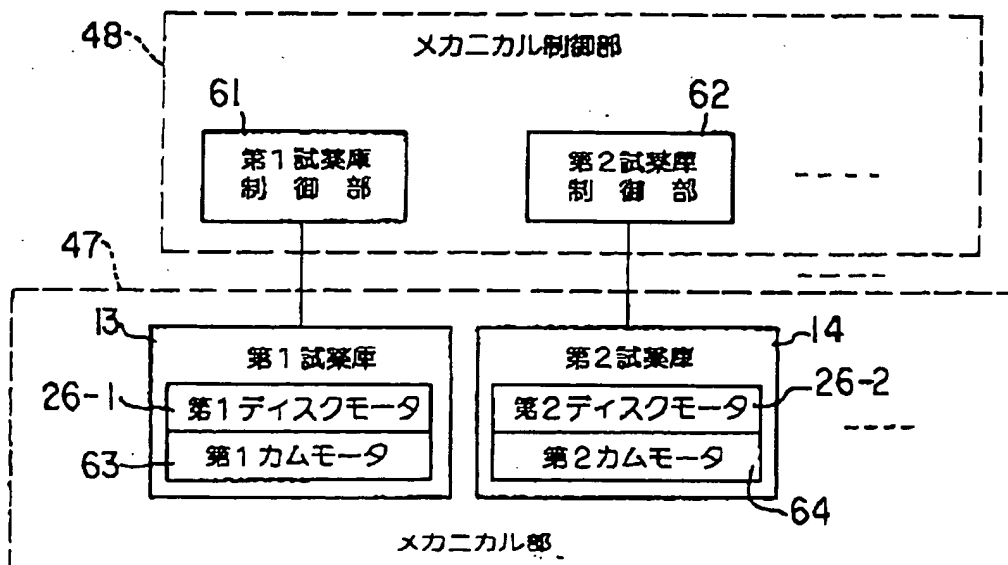 48
メカニカル制御部
61
62
第1試薬庫
制御部
第2試薬庫
制御部
47
13
14
第1試薬庫
第2試薬庫
26-1
第1ディスクモータ
第2ディスクモータ
26-2
63
第1カムモータ
第2カムモータ
64
メカニカル部